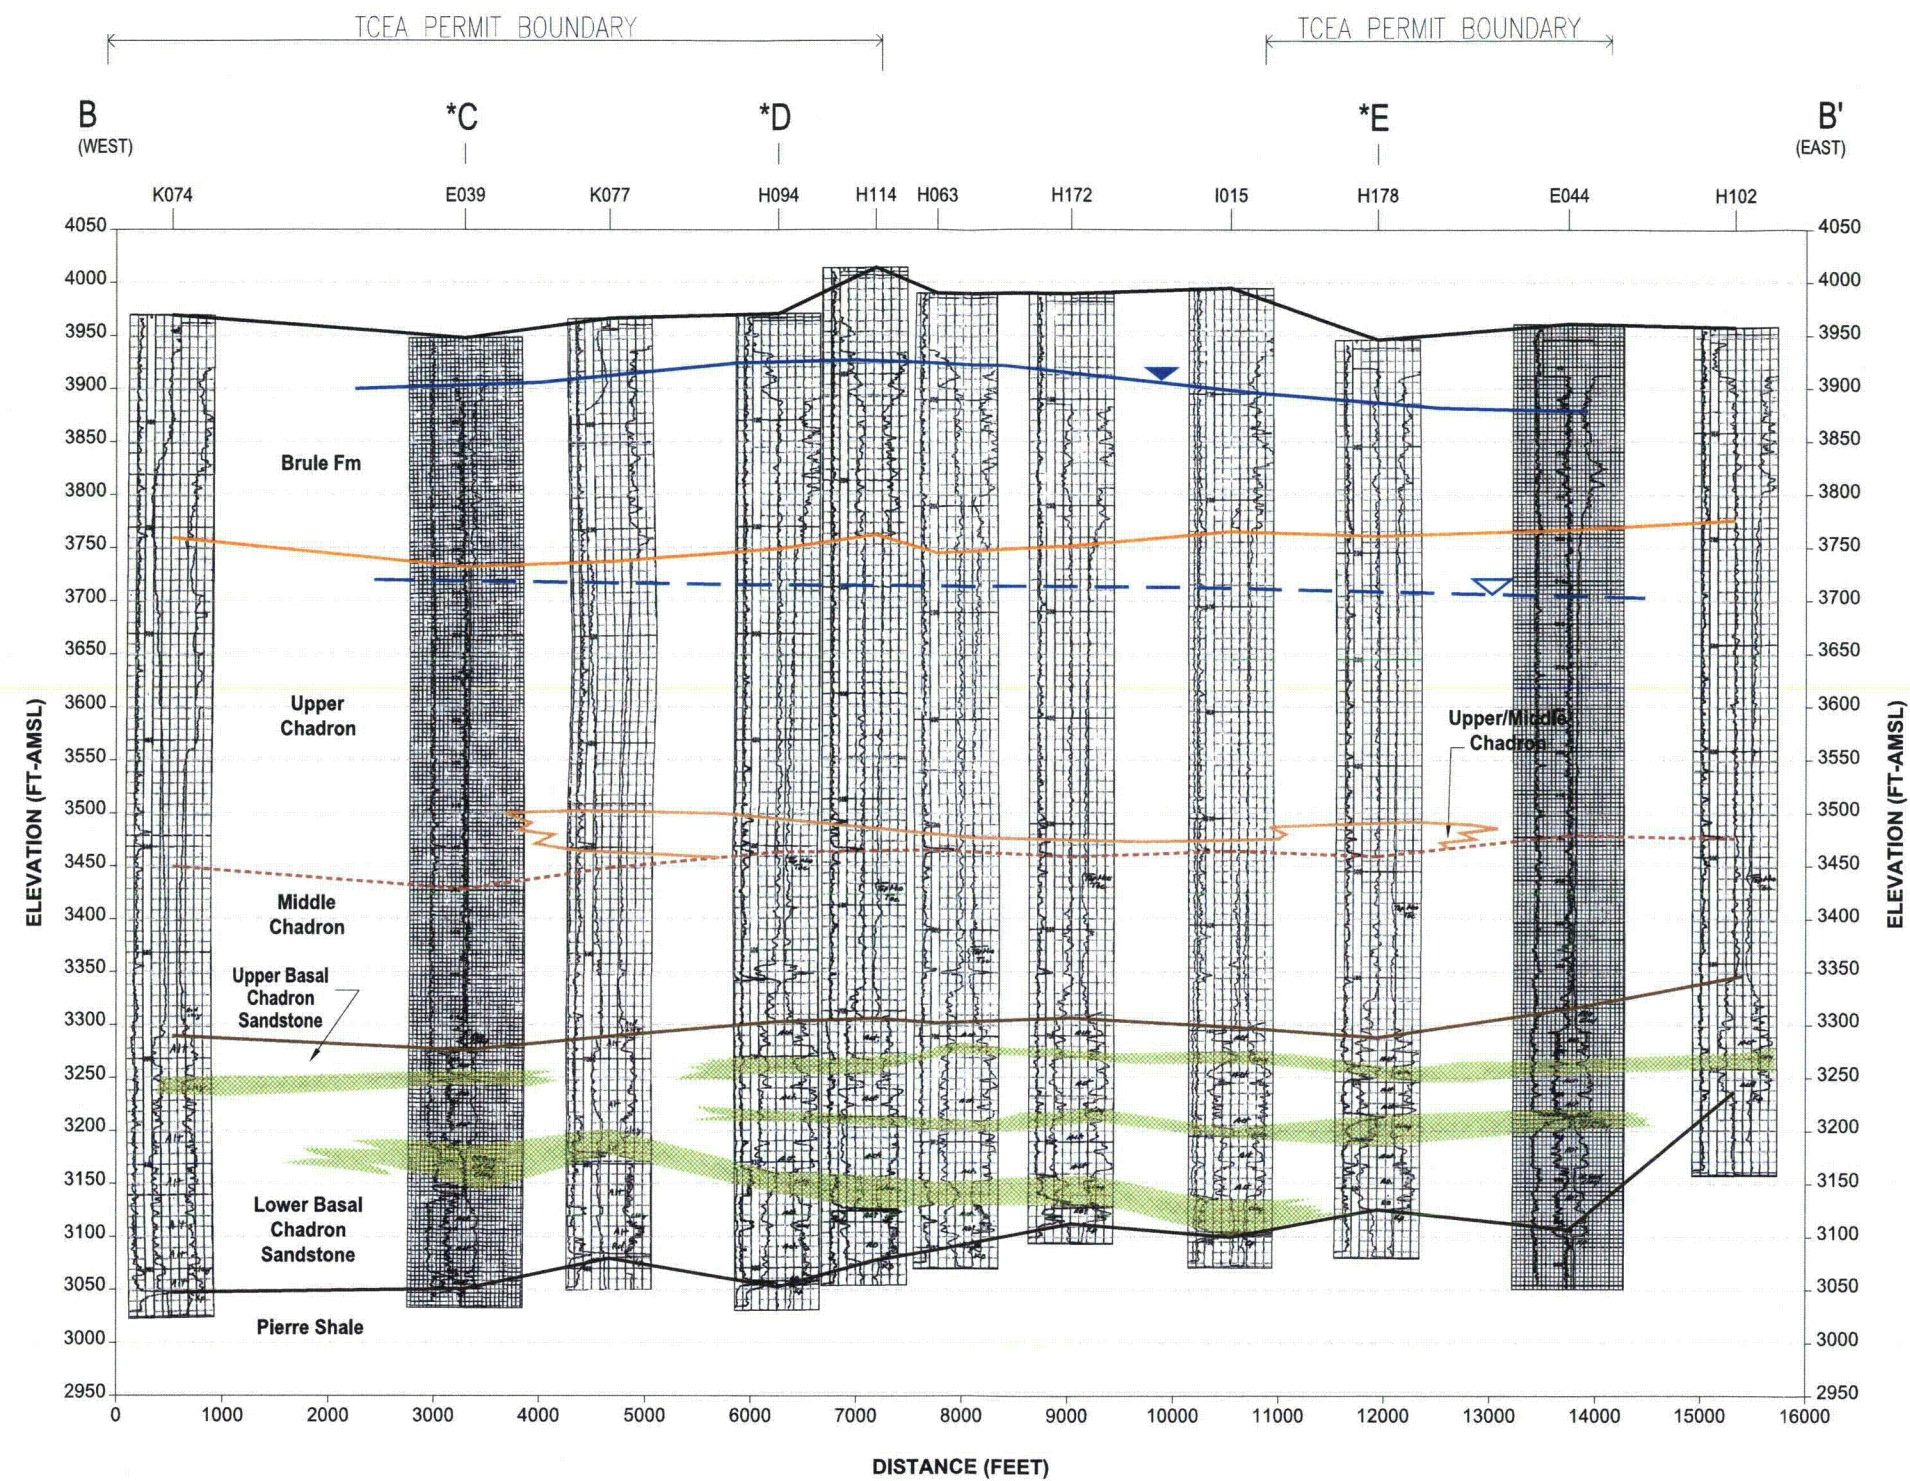 TCEA PERMIT BOUNDARY TCEA PERMIT BOUNDARY
B *C *D *E B'
(WEST) (EAST)
K074 E039 K077 H094 H114 H063 H172 I015 H178 E044 H102
4050 4050
4000 4000
3950 3950
3900 3900
3850 3850
Brule Fm
3800 3800
3750 3750
3700 3700
3650 3650
Upper
Chadron
3600 3600
Upper/Middle
Chadron
3550 3550
3500 3500
3450 3450
Middle
Chadron
3400 3400
3350 3350
Upper Basal
Chadron
Sandstone
3300 3300
3250 3250
3200 3200
3150 3150
Lower Basal
Chadron
Sandstone
3100 3100
3050 3050
Pierre Shale
3000 3000
2950 2950
ELEVATION (FT-AMSL)
ELEVATION (FT-AMSL)
0 1000 2000 3000 4000 5000 6000 7000 8000 9000 10000 11000 12000 13000 14000 15000 16000
DISTANCE (FEET)